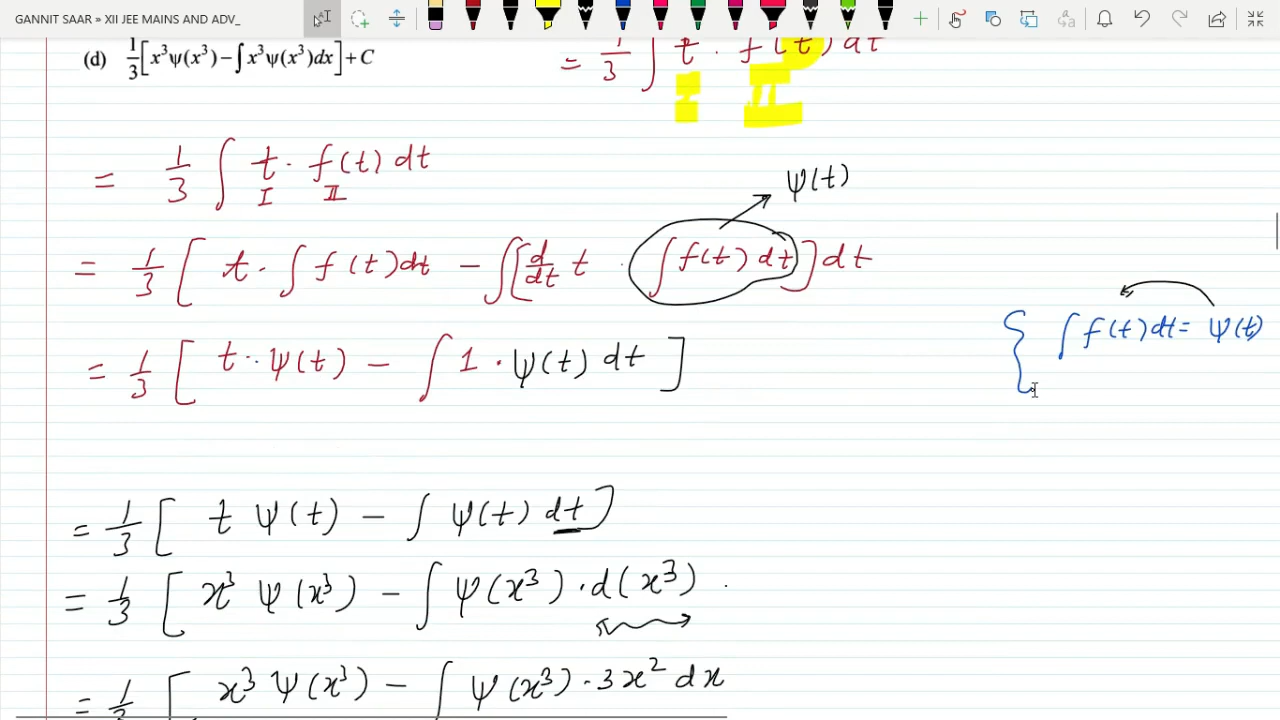 GANNIT SAAR » XII JEE MAINS AND ADV_
(d) 1/3[x³ψ(x³)−∫x³ψ(x³)dx]+C
= 1/3 ∫ t · f(t) dt
I II
= 1/3 ∫ t · f(t) dt
I II
ψ(t)
= 1/3 [ t · ∫ f(t)dt − ∫[d/dt t · ∫ f(t) dt] dt
{ ∫ f(t)dt = ψ(t)
= 1/3 [ t·· ψ(t) − ∫ 1 · ψ(t) dt ]
= 1/3 [ t ψ(t) − ∫ ψ(t) dt ]
= 1/3 [ x³ ψ(x³) − ∫ ψ(x³) · d(x³) .
= 1/3 [ x³ ψ(x³) − ∫ ψ(x³) · 3x² dx